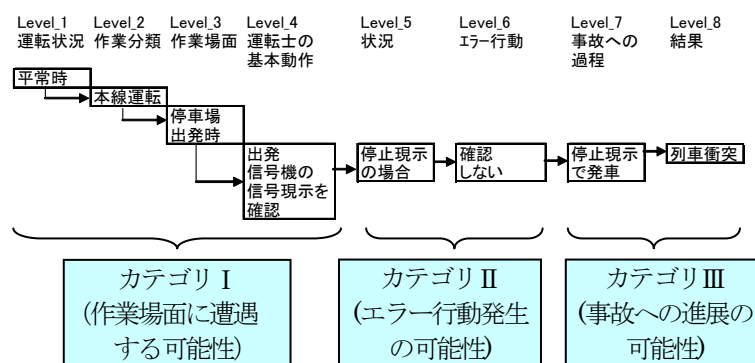 Level_1
運転状況
Level_2
作業分類
Level_3
作業場面
Level_4
運転士の
基本動作
Level_5
状況
Level_6
エラー行動
Level_7
事故への
過程
Level_8
結果
平常時
本線運転
停車場
出発時
出発
信号機の
信号現示を
確認
停止現示
の場合
確認
しない
停止現示
で発車
列車衝突
カテゴリⅠ
(作業場面に遭遇
する可能性)
カテゴリⅡ
(エラー行動発生
の可能性)
カテゴリⅢ
(事故への進展の
可能性)